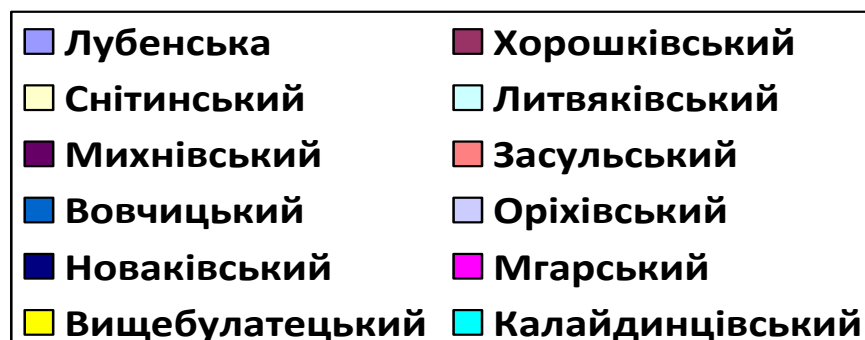 Лубенська Хорошківський
Снітинський Литвяківський
Михнівський Засульський
Вовчицький Оріхівський
Новаківський Мгарський
Вищебулатецький Калайдинцівський